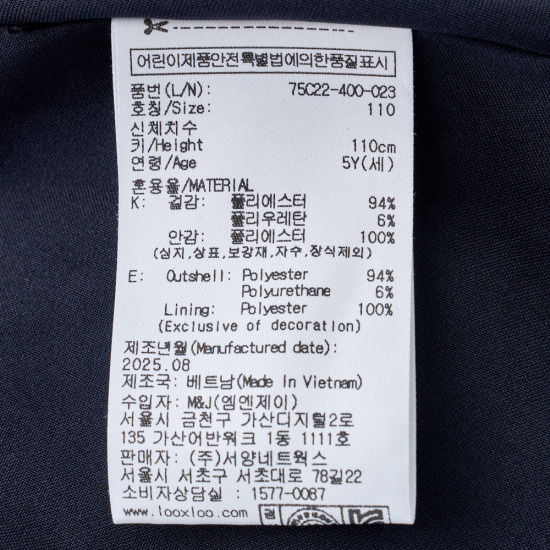 어린이제품안전특별법에의한품질표시
품번(L/N): 75C22-400-023
호칭/Size: 110
신체치수
키/Height 110cm
연령/Age 5Y(세)
혼용율/MATERIAL
K: 겉감: 폴리에스터 94%
폴리우레탄 6%
안감: 폴리에스터 100%
(심지,상표,보강재,자수,장식제외)
E: Outshell: Polyester 94%
Polyurethane 6%
Lining: Polyester 100%
(Exclusive of decoration)
제조년월(Manufactured date):
2025.08
제조국: 베트남(Made In Vietnam)
수입자: M&J(엠엔제이)
서울시 금천구 가산디지털2로
135 가산어반워크 1동 1111호
판매자: (주)서양네트웍스
서울시 서초구 서초대로 78길22
소비자상담실 : 1577-0087
www.looxloo.com